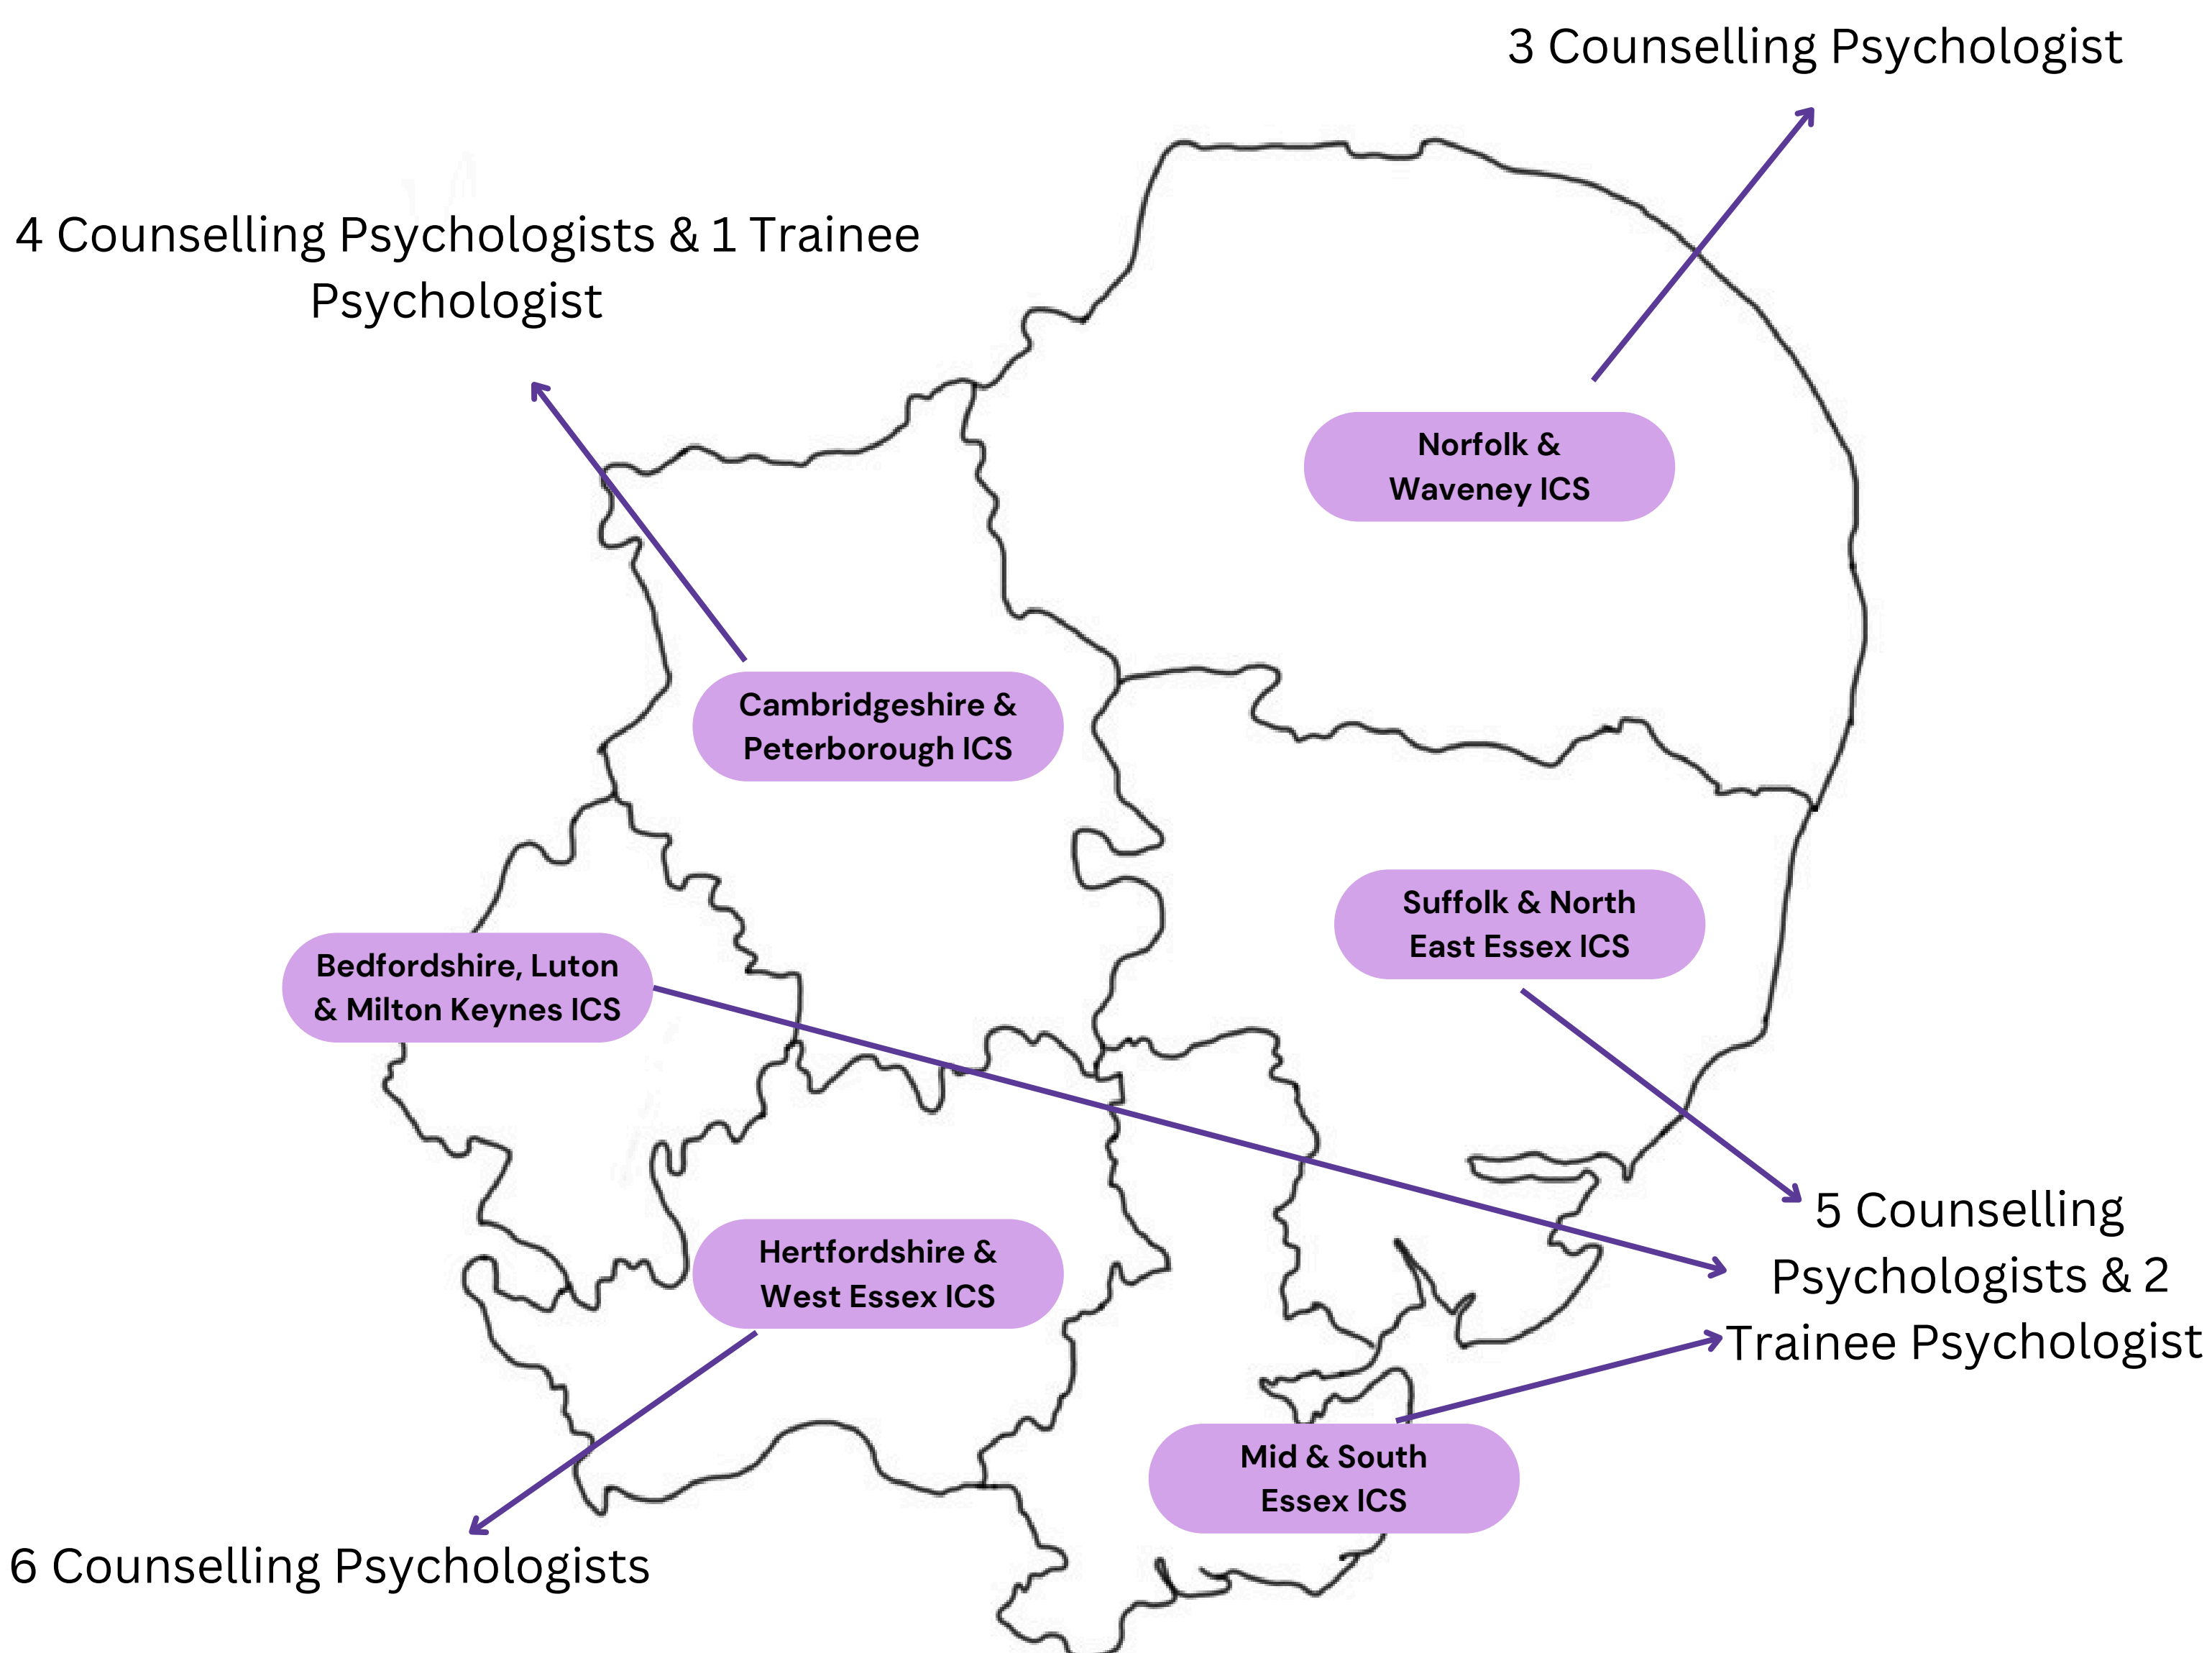 3 Counselling Psychologist
4 Counselling Psychologists & 1 Trainee
Psychologist
Norfolk &
Waveney ICS
Cambridgeshire &
Peterborough ICS
Suffolk & North
East Essex ICS
Bedfordshire, Luton
& Milton Keynes ICS
5 Counselling
Psychologists & 2
Trainee Psychologist
Hertfordshire &
West Essex ICS
Mid & South
Essex ICS
6 Counselling Psychologists